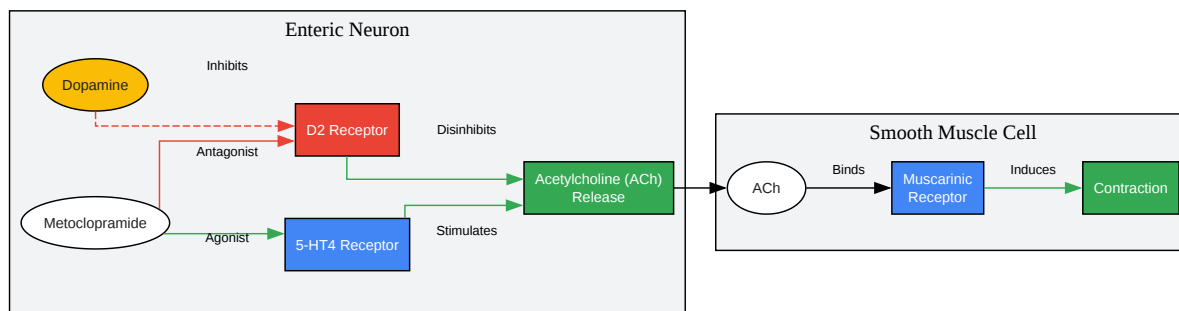 Enteric Neuron
Inhibits
Dopamine
D2 Receptor
Disinhibits
Antagonist
Metoclopramide
Agonist
5-HT4 Receptor
Stimulates
Acetylcholine (ACh)
Release
Smooth Muscle Cell
ACh
Binds
Muscarinic
Receptor
Induces
Contraction